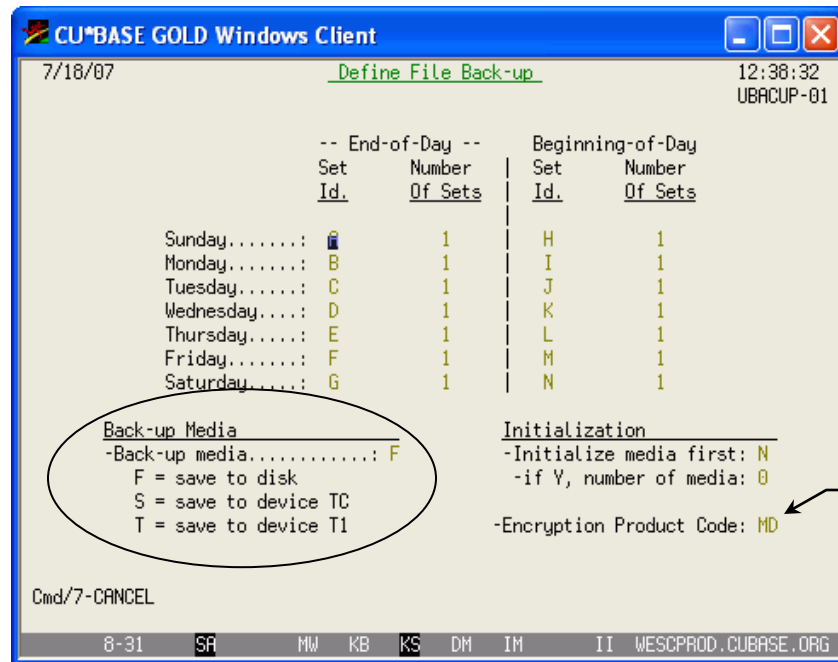 CU*BASE GOLD Windows Client
7/18/07 Define File Back-up 12:38:32
UBACUP-01
-- End-of-Day -- Beginning-of-Day
Set Number | Set Number
Id. Of Sets | Id. Of Sets
Sunday.......: 1 | H 1
Monday.......: B 1 | I 1
Tuesday......: C 1 | J 1
Wednesday....: D 1 | K 1
Thursday.....: E 1 | L 1
Friday.......: F 1 | M 1
Saturday.....: G 1 | N 1
Back-up Media Initialization
-Back-up media............: F -Initialize media first: N
F = save to disk -if Y, number of media: 0
S = save to device TC
T = save to device T1 -Encryption Product Code: MD
Cmd/7-CANCEL
8-31 SA MW KB KS DM IM II WESCPROD.CUBASE.ORG